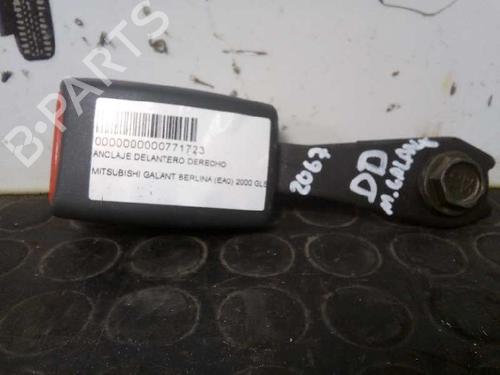 B-PARTS
0000000000771723
ANCLAJE DELANTERO DERECHO
MITSUBISHI GALANT BERLINA (EA0) 2000 GLS
2067
DD
M. GALANT